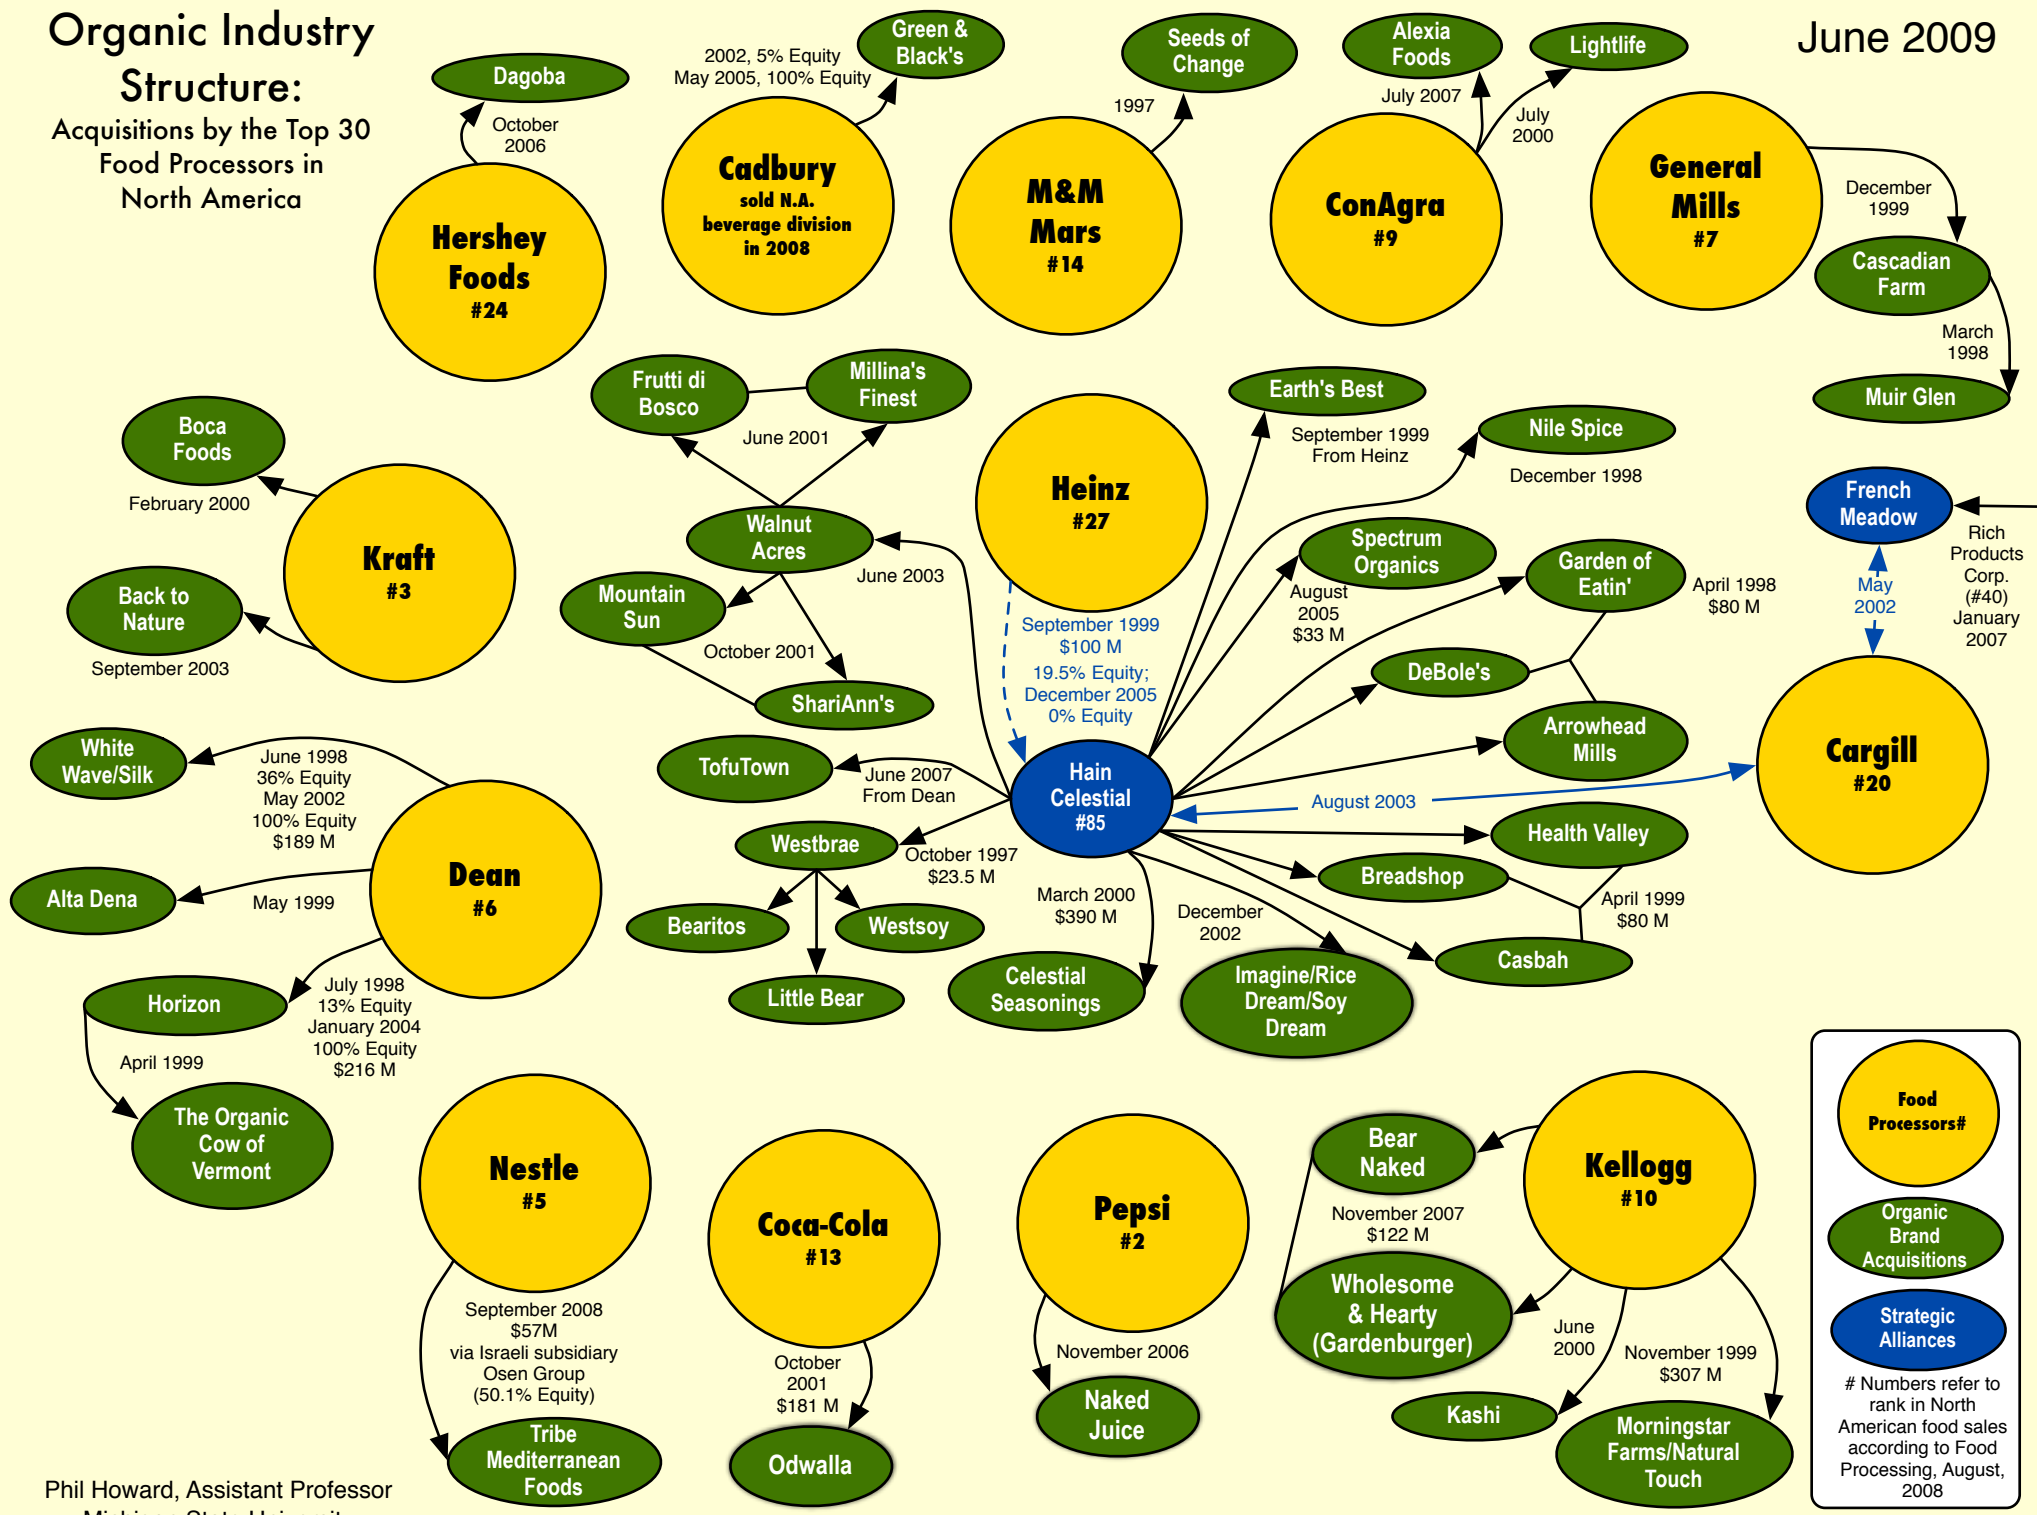 Organic Industry
Structure:
Acquisitions by the Top 30
Food Processors in
North America
June 2009
Dagoba
October
2006
Hershey
Foods
#24
2002, 5% Equity
May 2005, 100% Equity
Green &
Black's
Cadbury
sold N.A.
beverage division
in 2008
Seeds of
Change
1997
M&M
Mars
#14
Alexia
Foods
July 2007
Lightlife
July
2000
ConAgra
#9
General
Mills
#7
December
1999
Cascadian
Farm
March
1998
Muir Glen
Boca
Foods
February 2000
Kraft
#3
Back to
Nature
September 2003
Frutti di
Bosco
Millina's
Finest
June 2001
Walnut
Acres
June 2003
Mountain
Sun
October 2001
ShariAnn's
Heinz
#27
September 1999
$100 M
19.5% Equity;
December 2005
0% Equity
Earth's Best
September 1999
From Heinz
Nile Spice
December 1998
Spectrum
Organics
August
2005
$33 M
Garden of
Eatin'
April 1998
$80 M
DeBole's
Arrowhead
Mills
French
Meadow
May
2002
Rich
Products
Corp.
(#40)
January
2007
Cargill
#20
August 2003
Hain
Celestial
#85
TofuTown
June 2007
From Dean
Westbrae
October 1997
$23.5 M
Bearitos
Westsoy
Little Bear
March 2000
$390 M
Celestial
Seasonings
December
2002
Imagine/Rice
Dream/Soy
Dream
Health Valley
Breadshop
April 1999
$80 M
Casbah
White
Wave/Silk
June 1998
36% Equity
May 2002
100% Equity
$189 M
Dean
#6
Alta Dena
May 1999
Horizon
July 1998
13% Equity
January 2004
100% Equity
$216 M
April 1999
The Organic
Cow of
Vermont
Nestle
#5
September 2008
$57M
via Israeli subsidiary
Osen Group
(50.1% Equity)
Tribe
Mediterranean
Foods
Coca-Cola
#13
October
2001
$181 M
Odwalla
Pepsi
#2
November 2006
Naked
Juice
Bear
Naked
Kellogg
#10
November 2007
$122 M
Wholesome
& Hearty
(Gardenburger)
June
2000
Kashi
November 1999
$307 M
Morningstar
Farms/Natural
Touch
Food
Processors#
Organic
Brand
Acquisitions
Strategic
Alliances
# Numbers refer to
rank in North
American food sales
according to Food
Processing, August,
2008
Phil Howard, Assistant Professor
Michigan State University